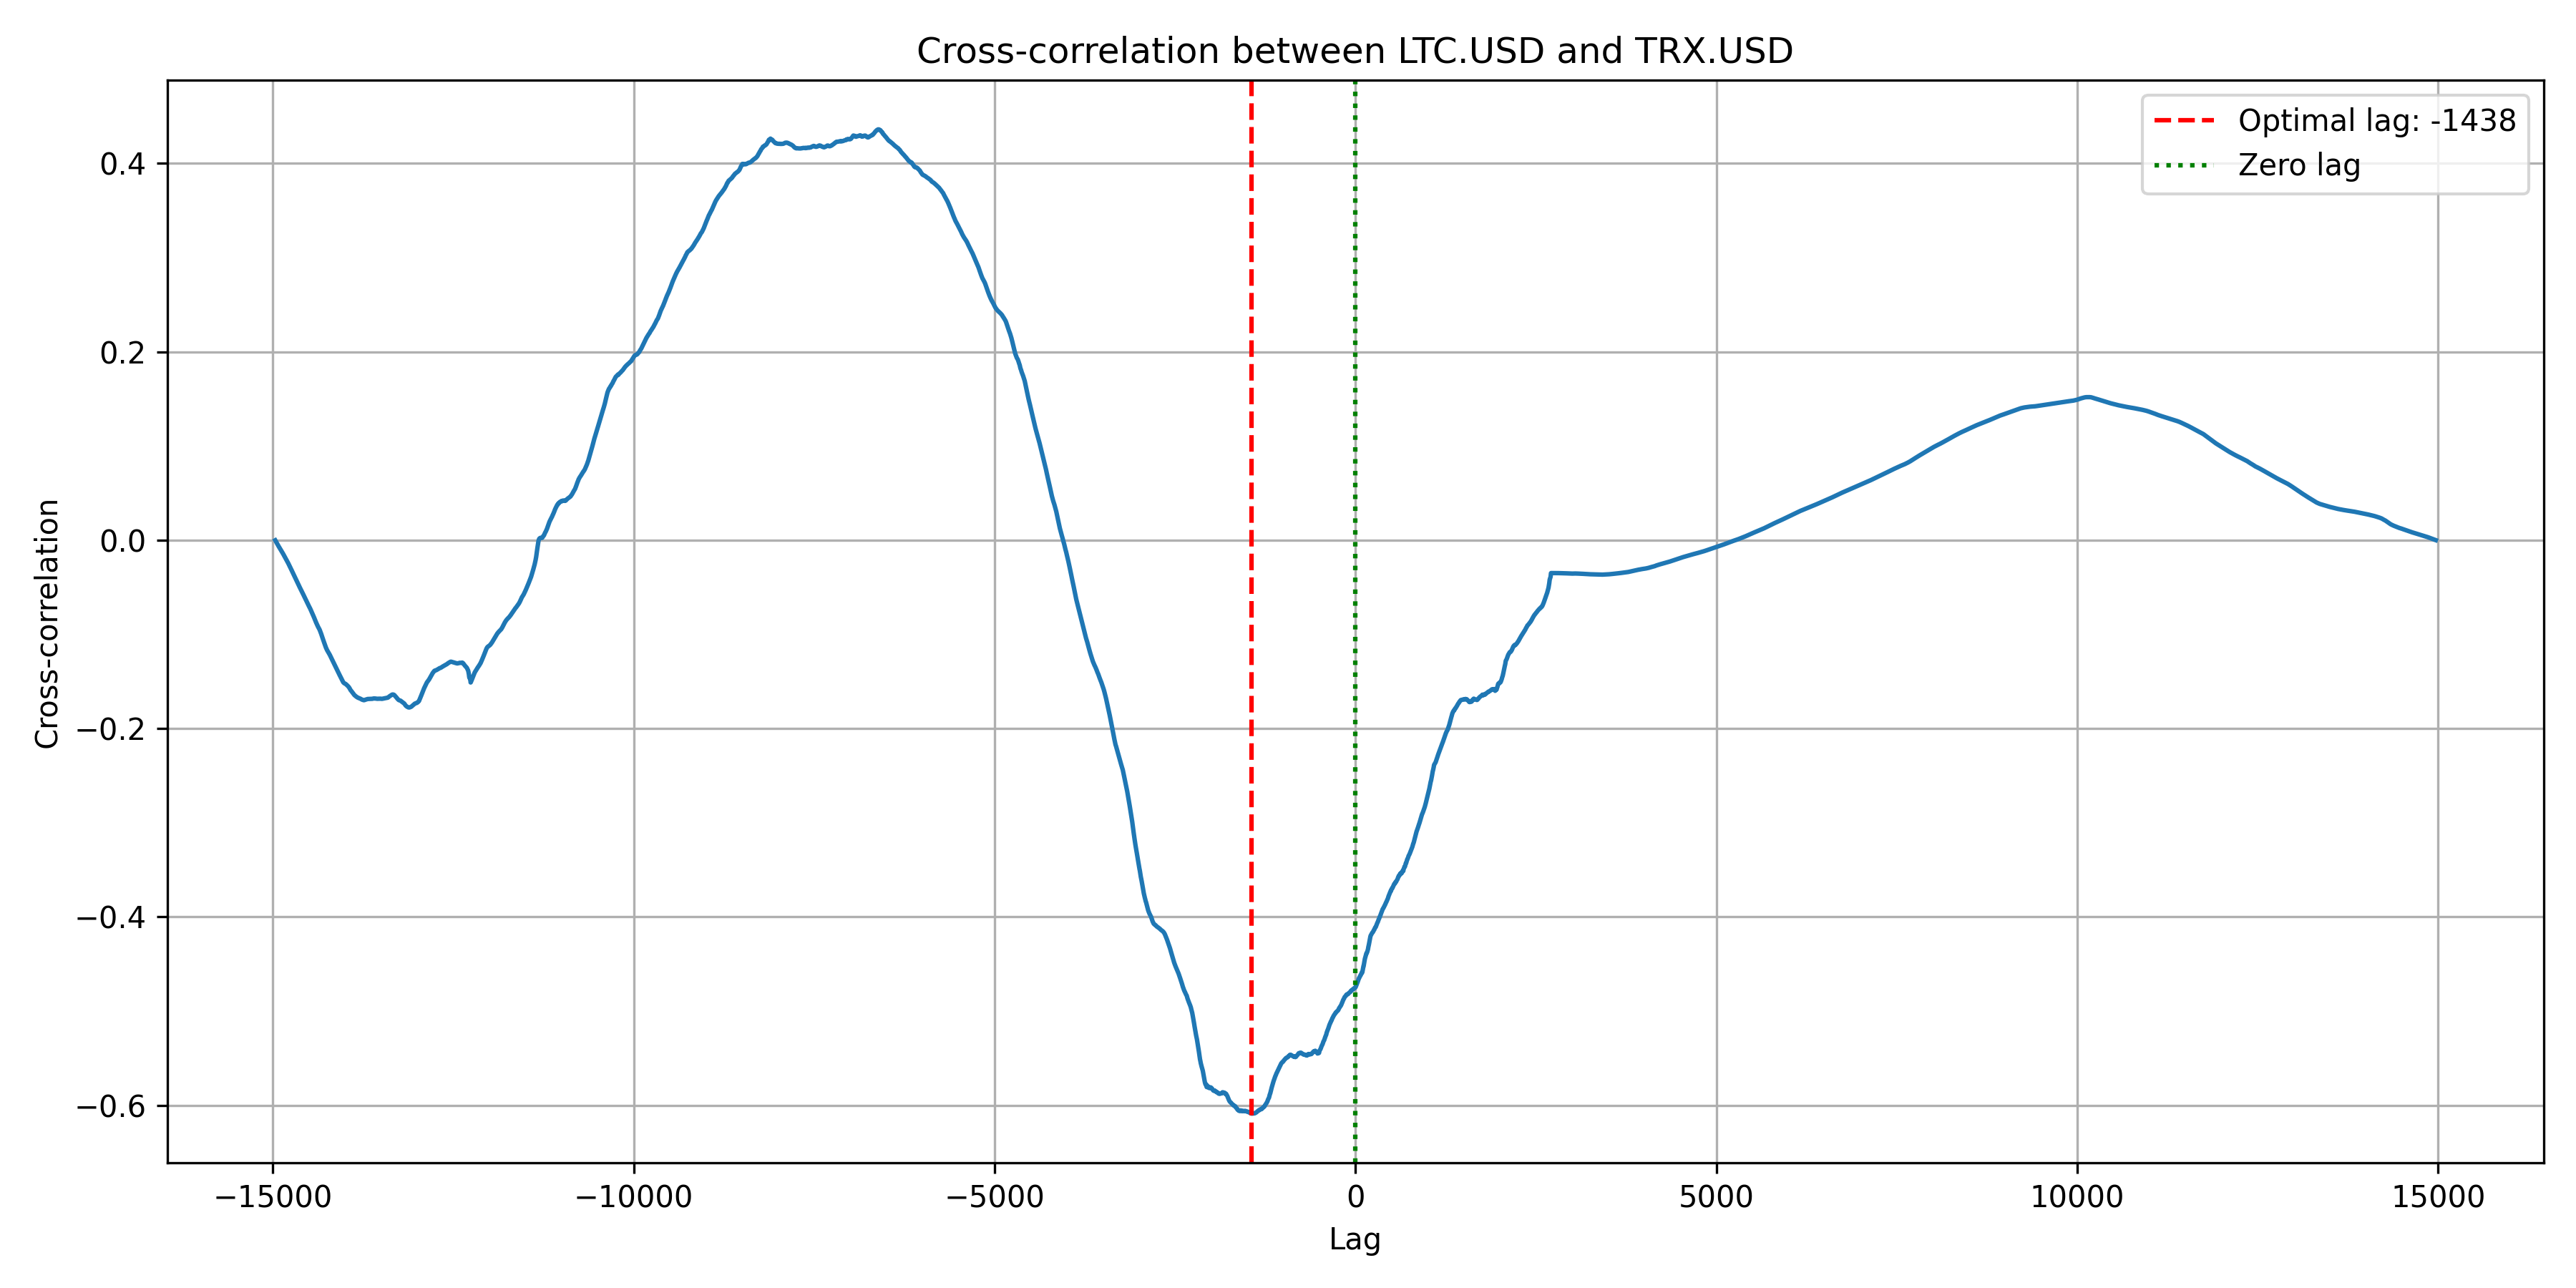 Cross-correlation between LTC.USD and TRX.USD
Optimal lag: -1438
Zero lag
Cross-correlation
0.4
0.2
0.0
−0.2
−0.4
−0.6
−15000
−10000
−5000
0
5000
10000
15000
Lag